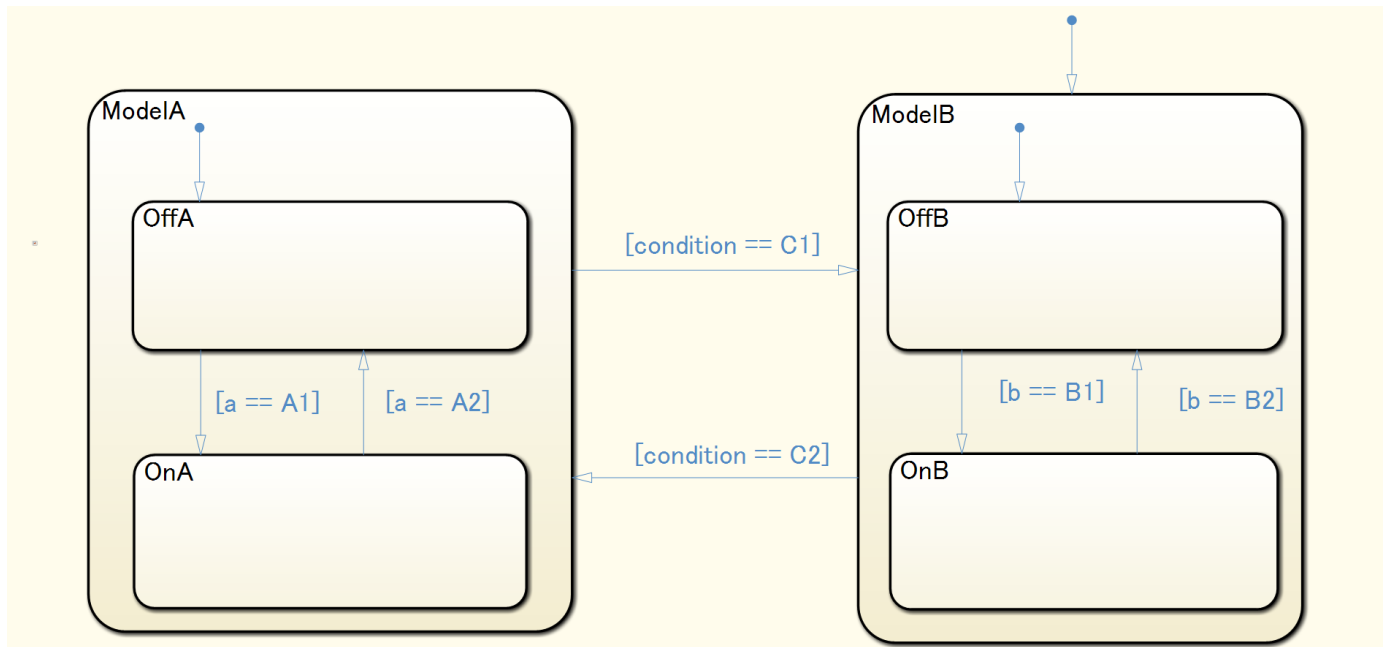 ModelA
OffA
[a == A1]
[a == A2]
OnA
[condition == C1]
[condition == C2]
ModelB
OffB
[b == B1]
[b == B2]
OnB